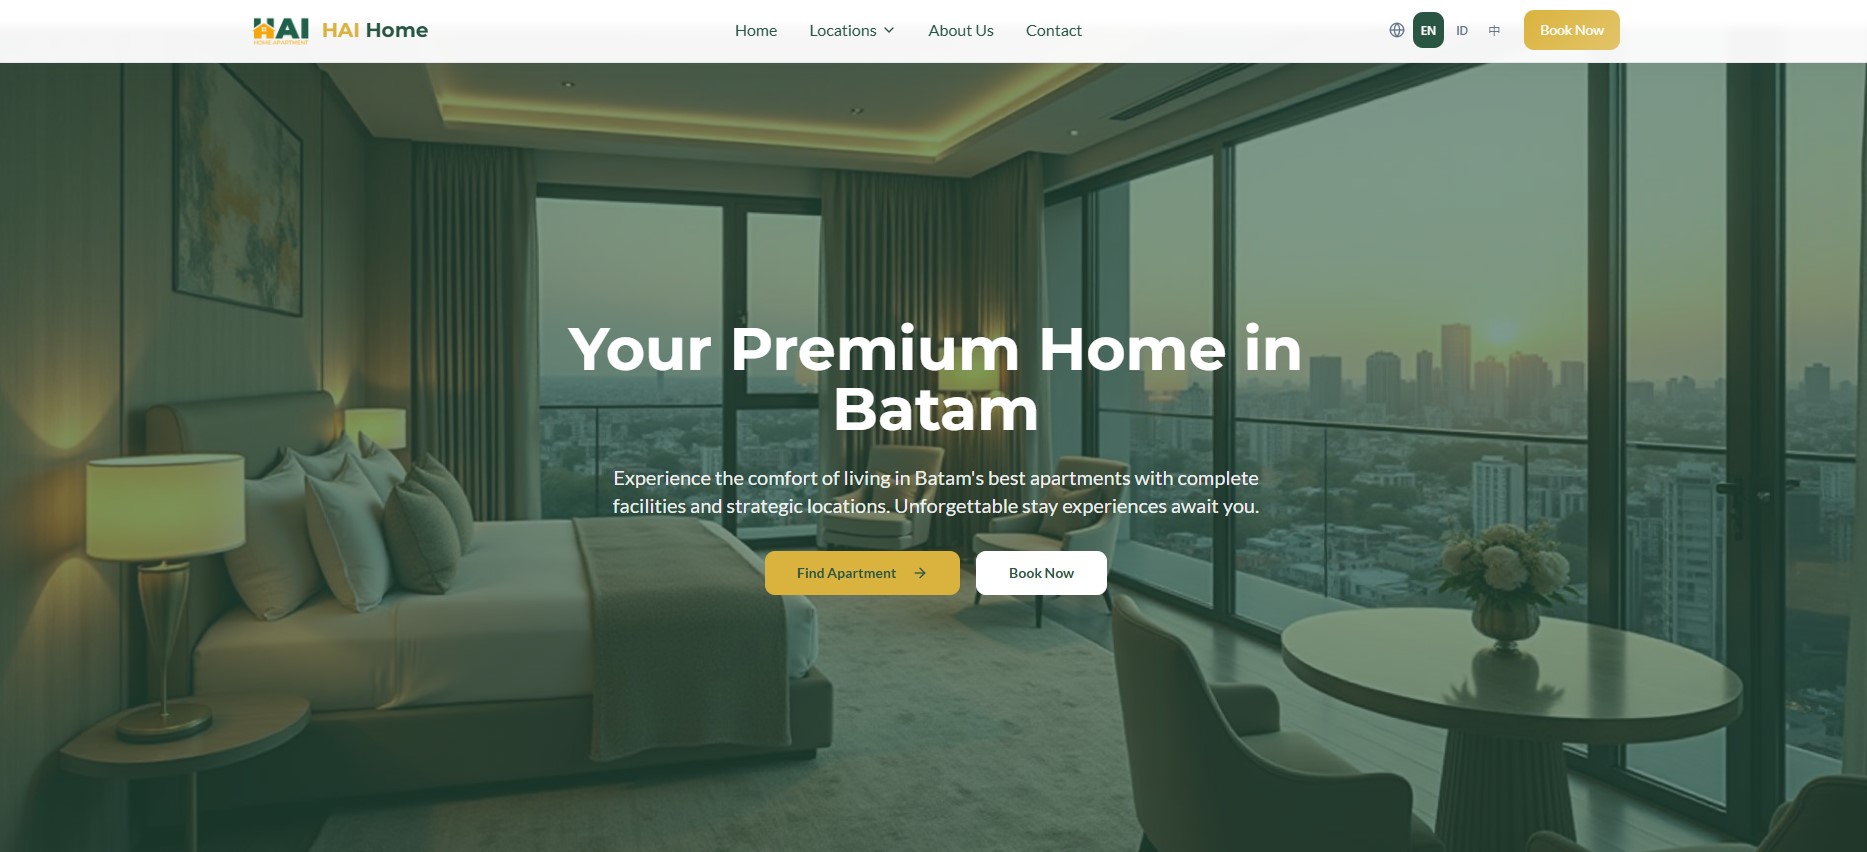 HAI
HOME APARTMENT
HAI Home
Home
Locations
About Us
Contact
EN
ID
中
Book Now
Your Premium Home in
Batam
Experience the comfort of living in Batam's best apartments with complete
facilities and strategic locations. Unforgettable stay experiences await you.
Find Apartment
Book Now